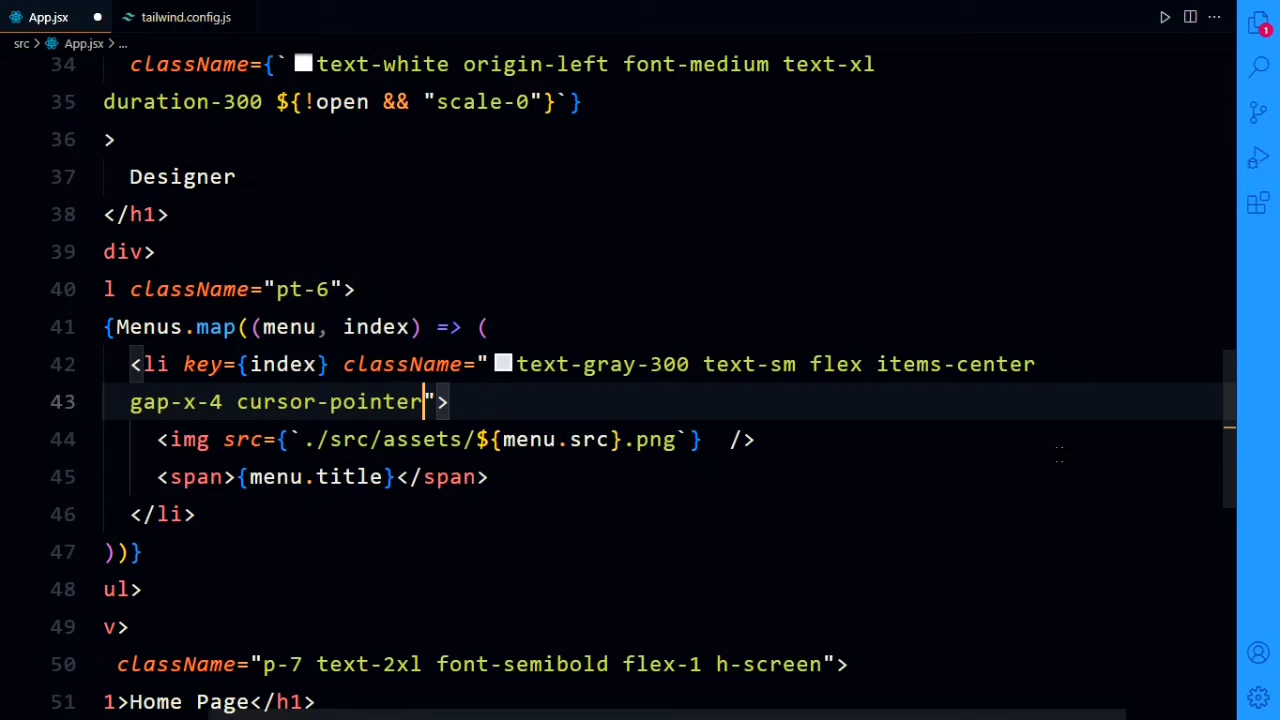 App.jsx
tailwind.config.js
src > App.jsx > ...
34 className={`text-white origin-left font-medium text-xl
35 duration-300 ${!open && "scale-0"}`}
36 >
37 Designer
38 </h1>
39 div>
40 l className="pt-6">
41 {Menus.map((menu, index) => (
42 <li key={index} className="text-gray-300 text-sm flex items-center
43 gap-x-4 cursor-pointer">
44 <img src={`./src/assets/${menu.src}.png`}  />
45 <span>{menu.title}</span>
46 </li>
47 ))}
48 ul>
49 v>
50 className="p-7 text-2xl font-semibold flex-1 h-screen">
51 1>Home Page</h1>
1